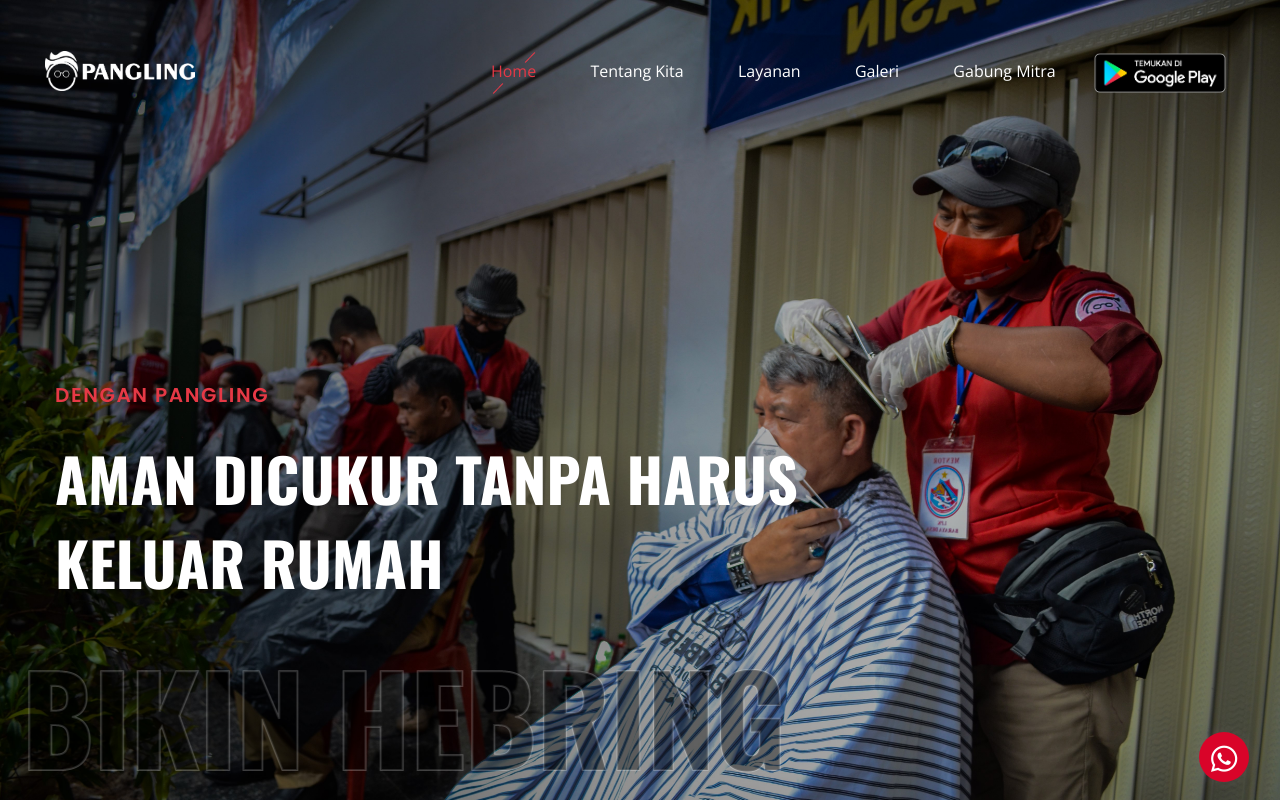 PANGLING
Home
Tentang Kita
Layanan
Galeri
Gabung Mitra
TEMUKAN DI
Google Play
DENGAN PANGLING
AMAN DICUKUR TANPA HARUS
KELUAR RUMAH
BIKIN HEBRING